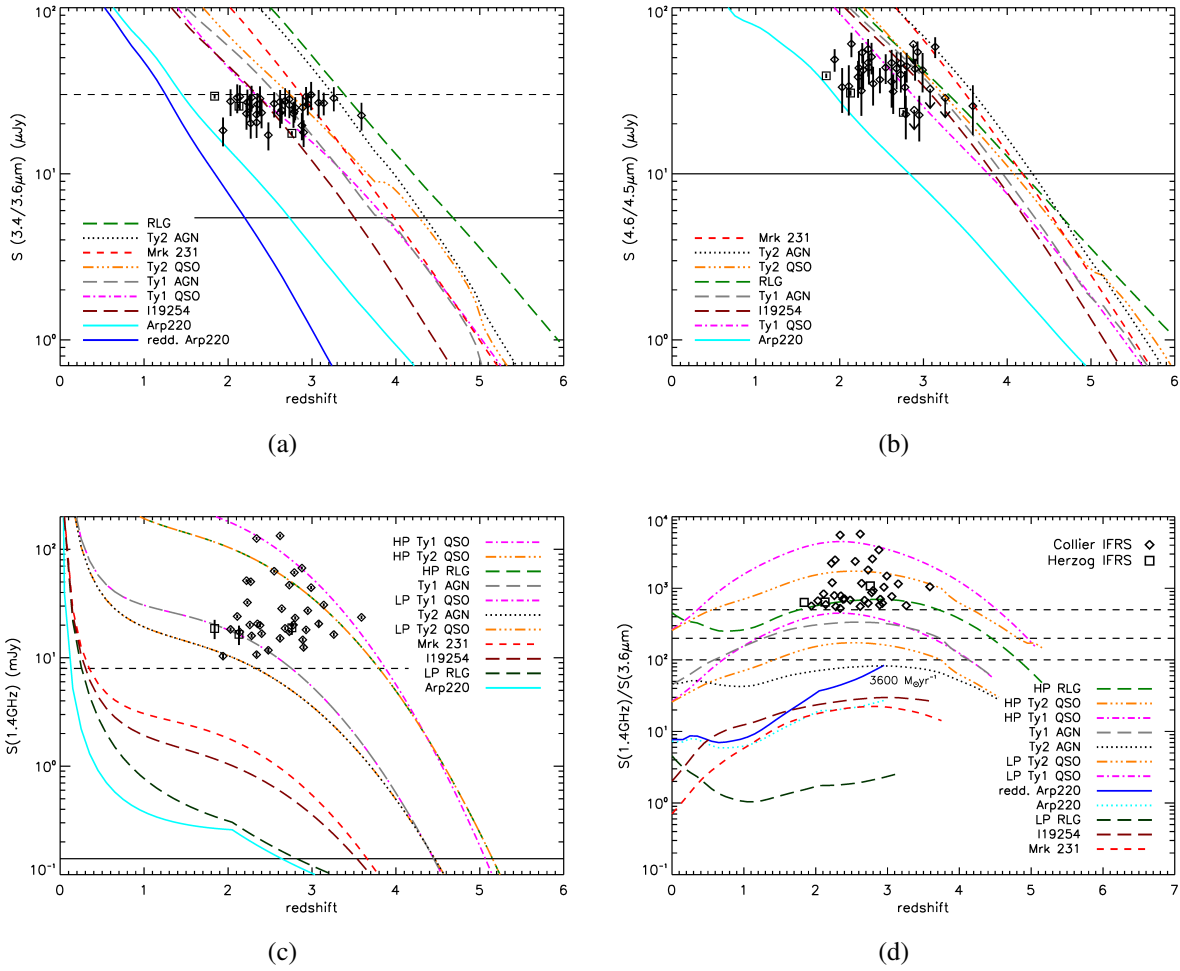 10²
10¹
10⁰
S (3.4/3.6μm) (μJy)
RLG
Ty2 AGN
Mrk 231
Ty2 QSO
Ty1 AGN
Ty1 QSO
I19254
Arp220
redd. Arp220
0 1 2 3 4 5 6
redshift
(a)
10²
10¹
10⁰
S (4.6/4.5μm) (μJy)
Mrk 231
Ty2 AGN
Ty2 QSO
RLG
Ty1 AGN
I19254
Ty1 QSO
Arp220
0 1 2 3 4 5 6
redshift
(b)
10²
10¹
10⁰
10⁻¹
S(1.4GHz) (mJy)
HP Ty1 QSO
HP Ty2 QSO
HP RLG
Ty1 AGN
LP Ty1 QSO
Ty2 AGN
LP Ty2 QSO
Mrk 231
I19254
LP RLG
Arp220
0 1 2 3 4 5 6
redshift
(c)
10⁴
10³
10²
10¹
10⁰
10⁻¹
S(1.4GHz)/S(3.6μm)
Collier IFRS
Herzog IFRS
3600 M⊙yr⁻¹
HP RLG
HP Ty2 QSO
HP Ty1 QSO
Ty1 AGN
Ty2 AGN
LP Ty2 QSO
LP Ty1 QSO
redd. Arp220
Arp220
LP RLG
I19254
Mrk 231
0 1 2 3 4 5 6 7
redshift
(d)